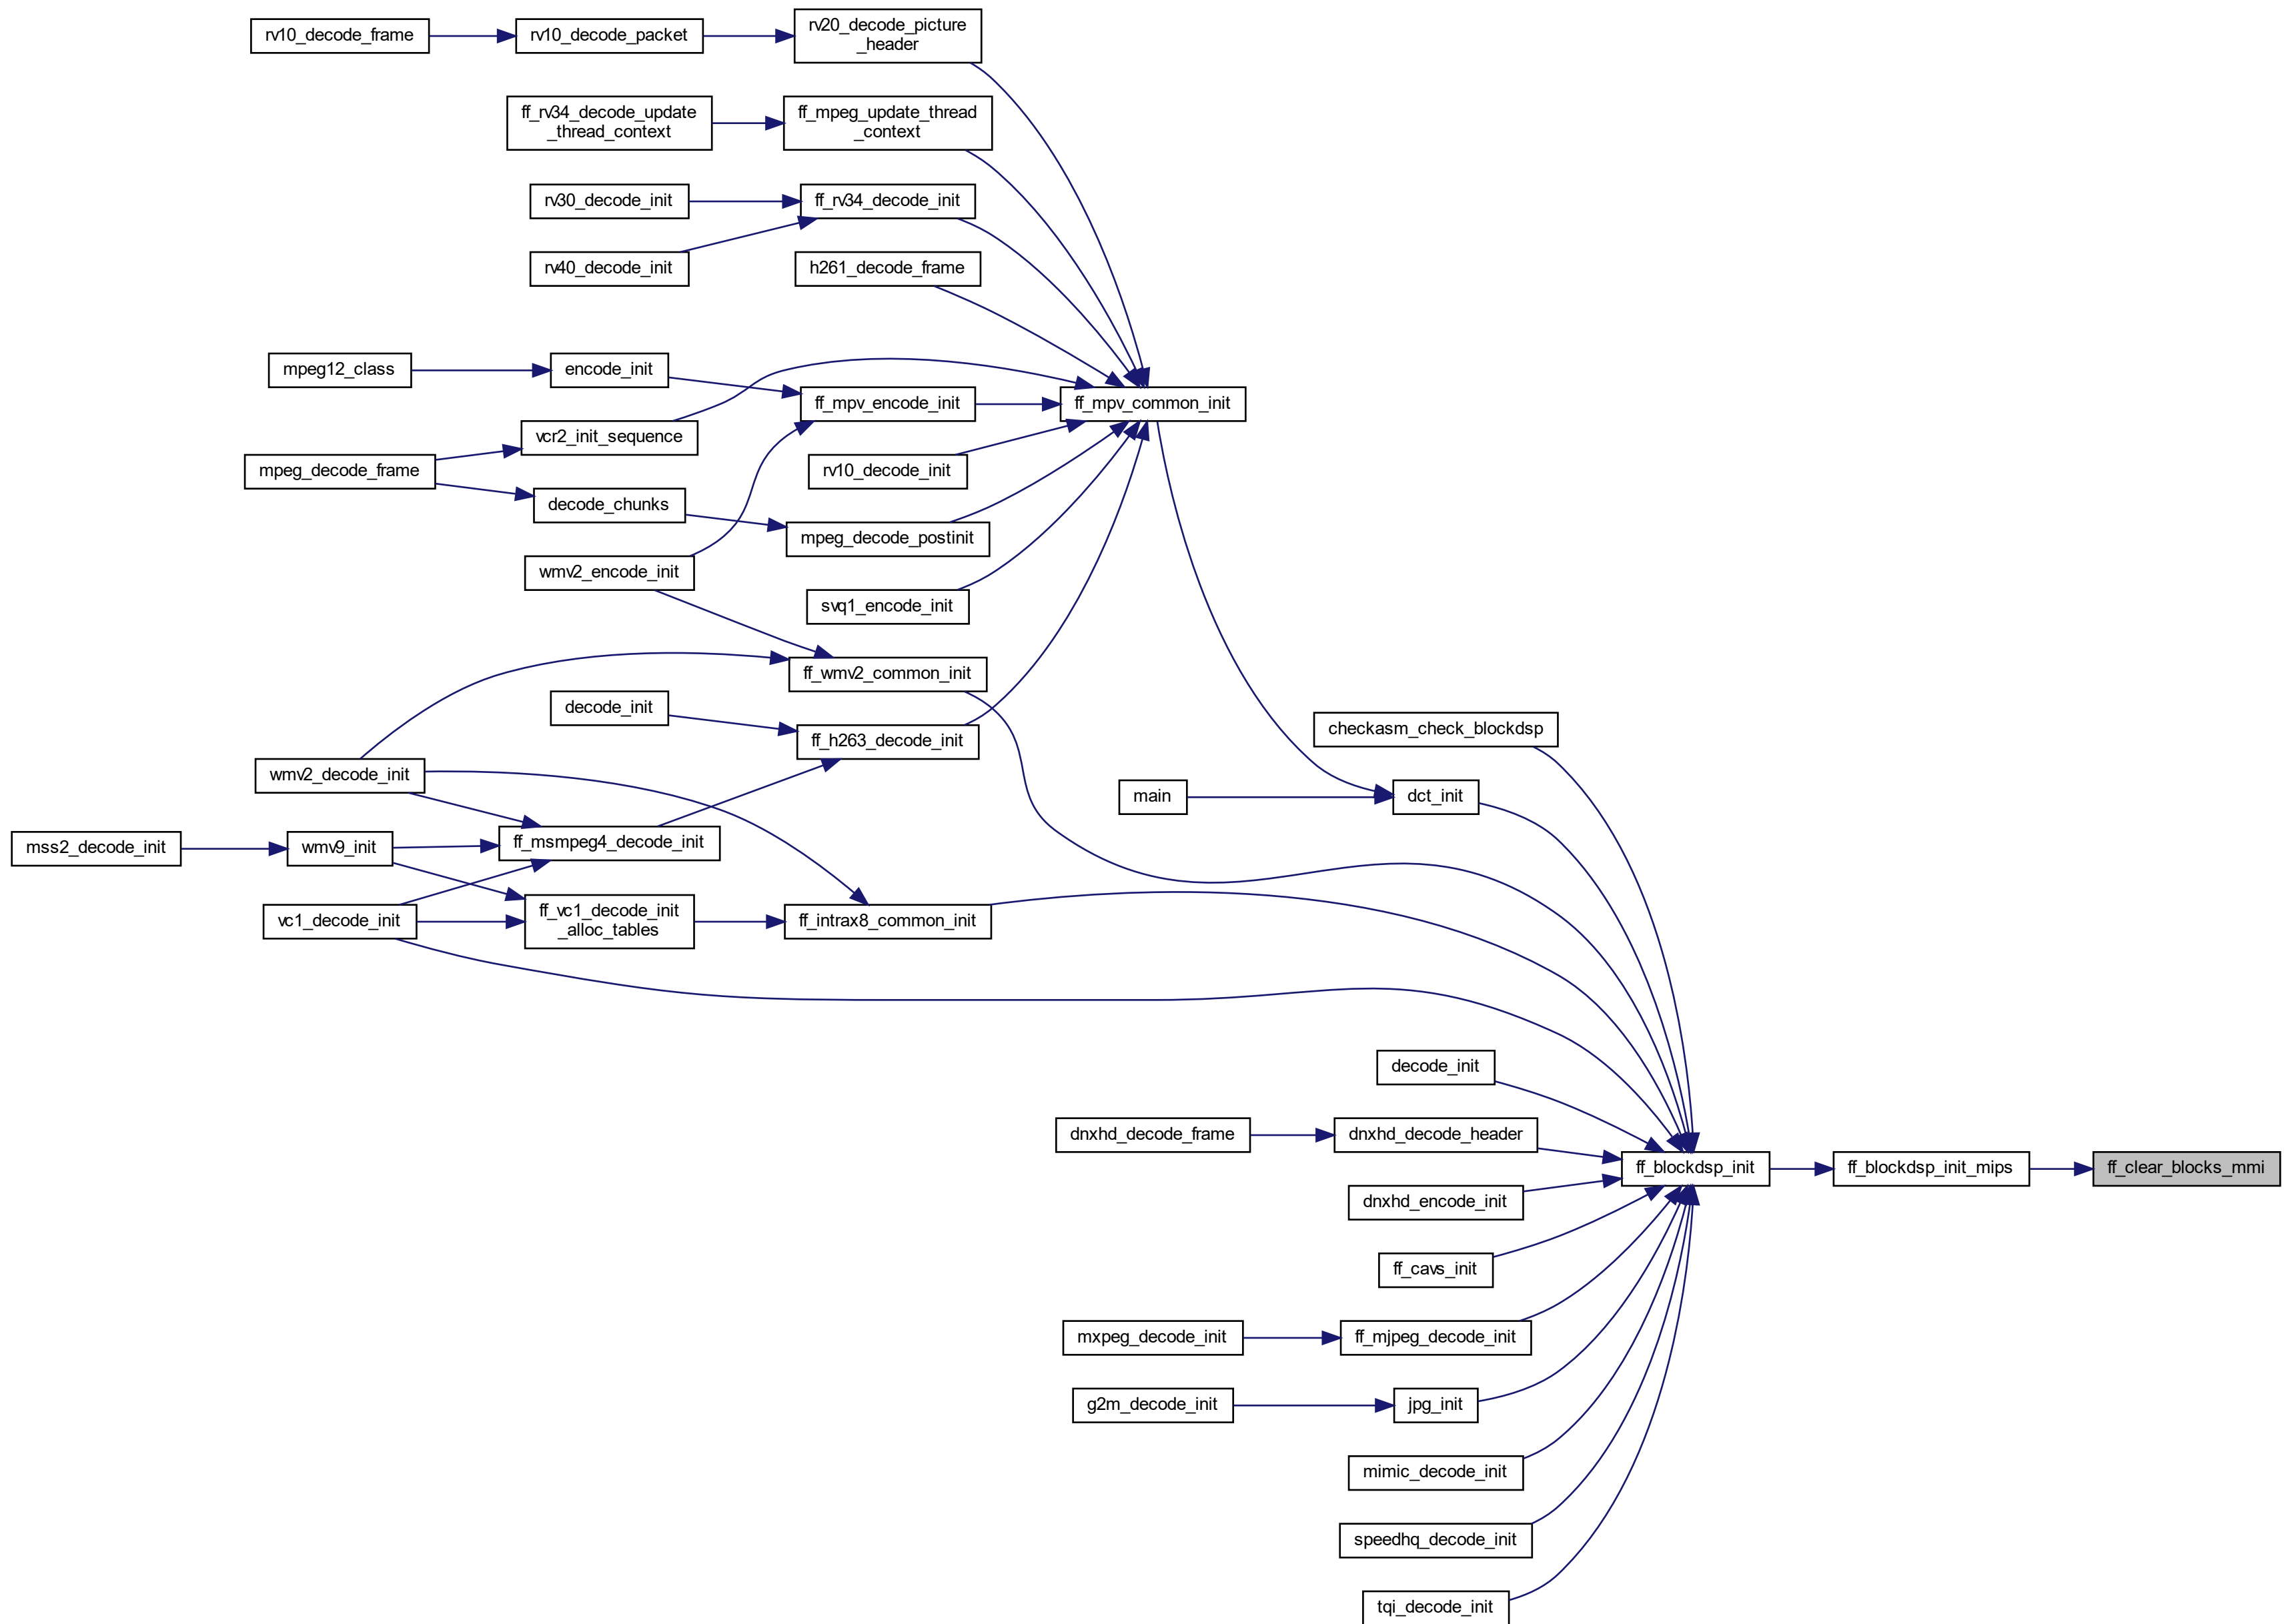 rv10_decode_frame
rv10_decode_packet
rv20_decode_picture
_header
ff_rv34_decode_update
_thread_context
ff_mpeg_update_thread
_context
rv30_decode_init
ff_rv34_decode_init
rv40_decode_init
h261_decode_frame
mpeg12_class
encode_init
ff_mpv_encode_init
ff_mpv_common_init
vcr2_init_sequence
mpeg_decode_frame
rv10_decode_init
decode_chunks
mpeg_decode_postinit
wmv2_encode_init
svq1_encode_init
ff_wmv2_common_init
decode_init
ff_h263_decode_init
checkasm_check_blockdsp
wmv2_decode_init
main
dct_init
mss2_decode_init
wmv9_init
ff_msmpeg4_decode_init
vc1_decode_init
ff_vc1_decode_init
_alloc_tables
ff_intrax8_common_init
decode_init
dnxhd_decode_frame
dnxhd_decode_header
ff_blockdsp_init
ff_blockdsp_init_mips
ff_clear_blocks_mmi
dnxhd_encode_init
ff_cavs_init
mxpeg_decode_init
ff_mjpeg_decode_init
g2m_decode_init
jpg_init
mimic_decode_init
speedhq_decode_init
tqi_decode_init